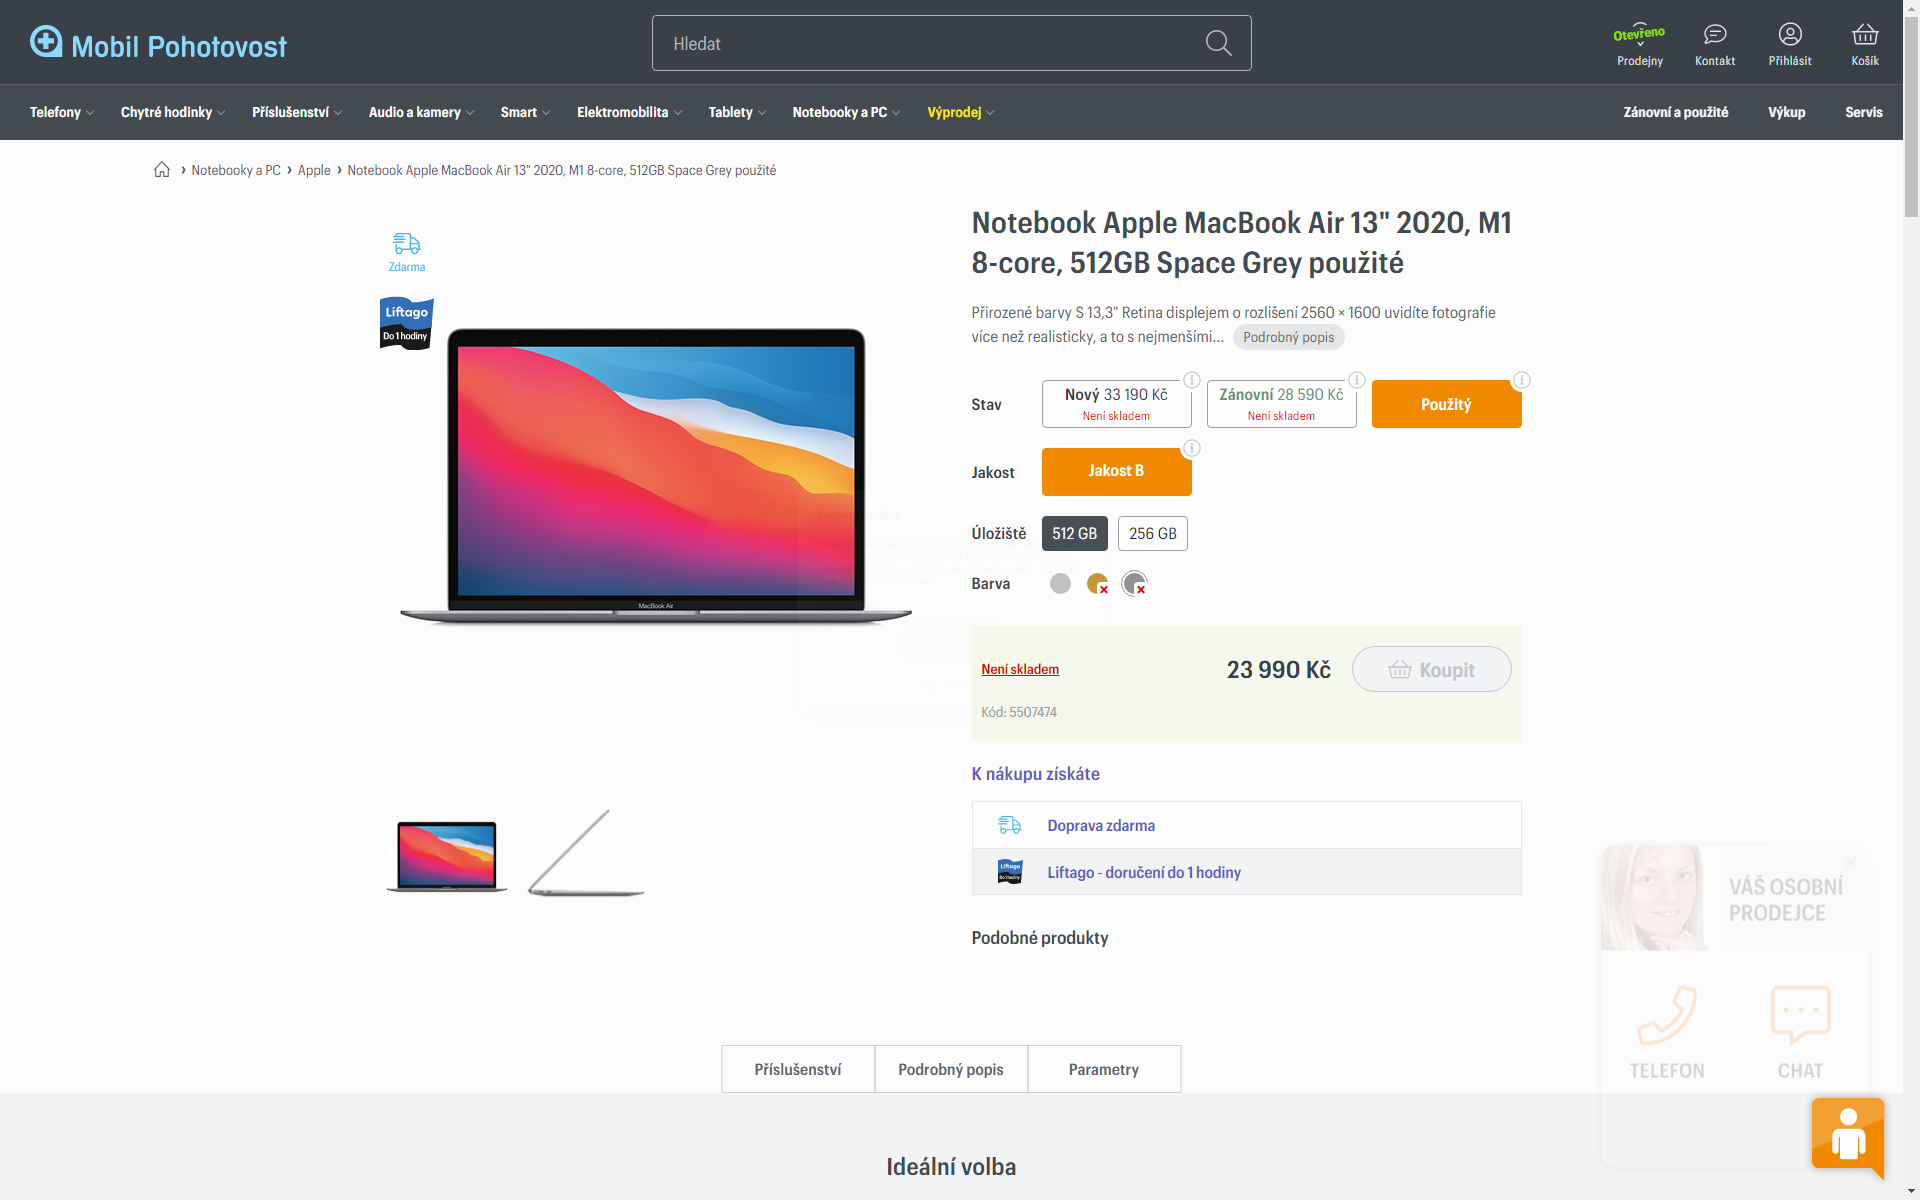 Mobil Pohotovost
Hledat
Otevřeno
Prodejny
Kontakt
Přihlásit
Košík
Telefony
Chytré hodinky
Příslušenství
Audio a kamery
Smart
Elektromobilita
Tablety
Notebooky a PC
Výprodej
Zánovní a použité
Výkup
Servis
Notebooky a PC › Apple › Notebook Apple MacBook Air 13" 2020, M1 8-core, 512GB Space Grey použité
Zdarma
Liftago
Do 1 hodiny
MacBook Air
Notebook Apple MacBook Air 13" 2020, M1
8-core, 512GB Space Grey použité
Přirozené barvy S 13,3" Retina displejem o rozlišení 2560 × 1600 uvidíte fotografie
více než realisticky, a to s nejmenšími... Podrobný popis
Stav
Nový 33 190 Kč
Není skladem
Zánovní 28 590 Kč
Není skladem
Použitý
Jakost
Jakost B
Úložiště
512 GB
256 GB
Barva
Není skladem
23 990 Kč
Koupit
Kód: 5507474
K nákupu získáte
Doprava zdarma
Liftago
Do 1 hodiny
Liftago - doručení do 1 hodiny
Podobné produkty
VÁŠ OSOBNÍ
PRODEJCE
TELEFON
CHAT
Příslušenství
Podrobný popis
Parametry
Ideální volba